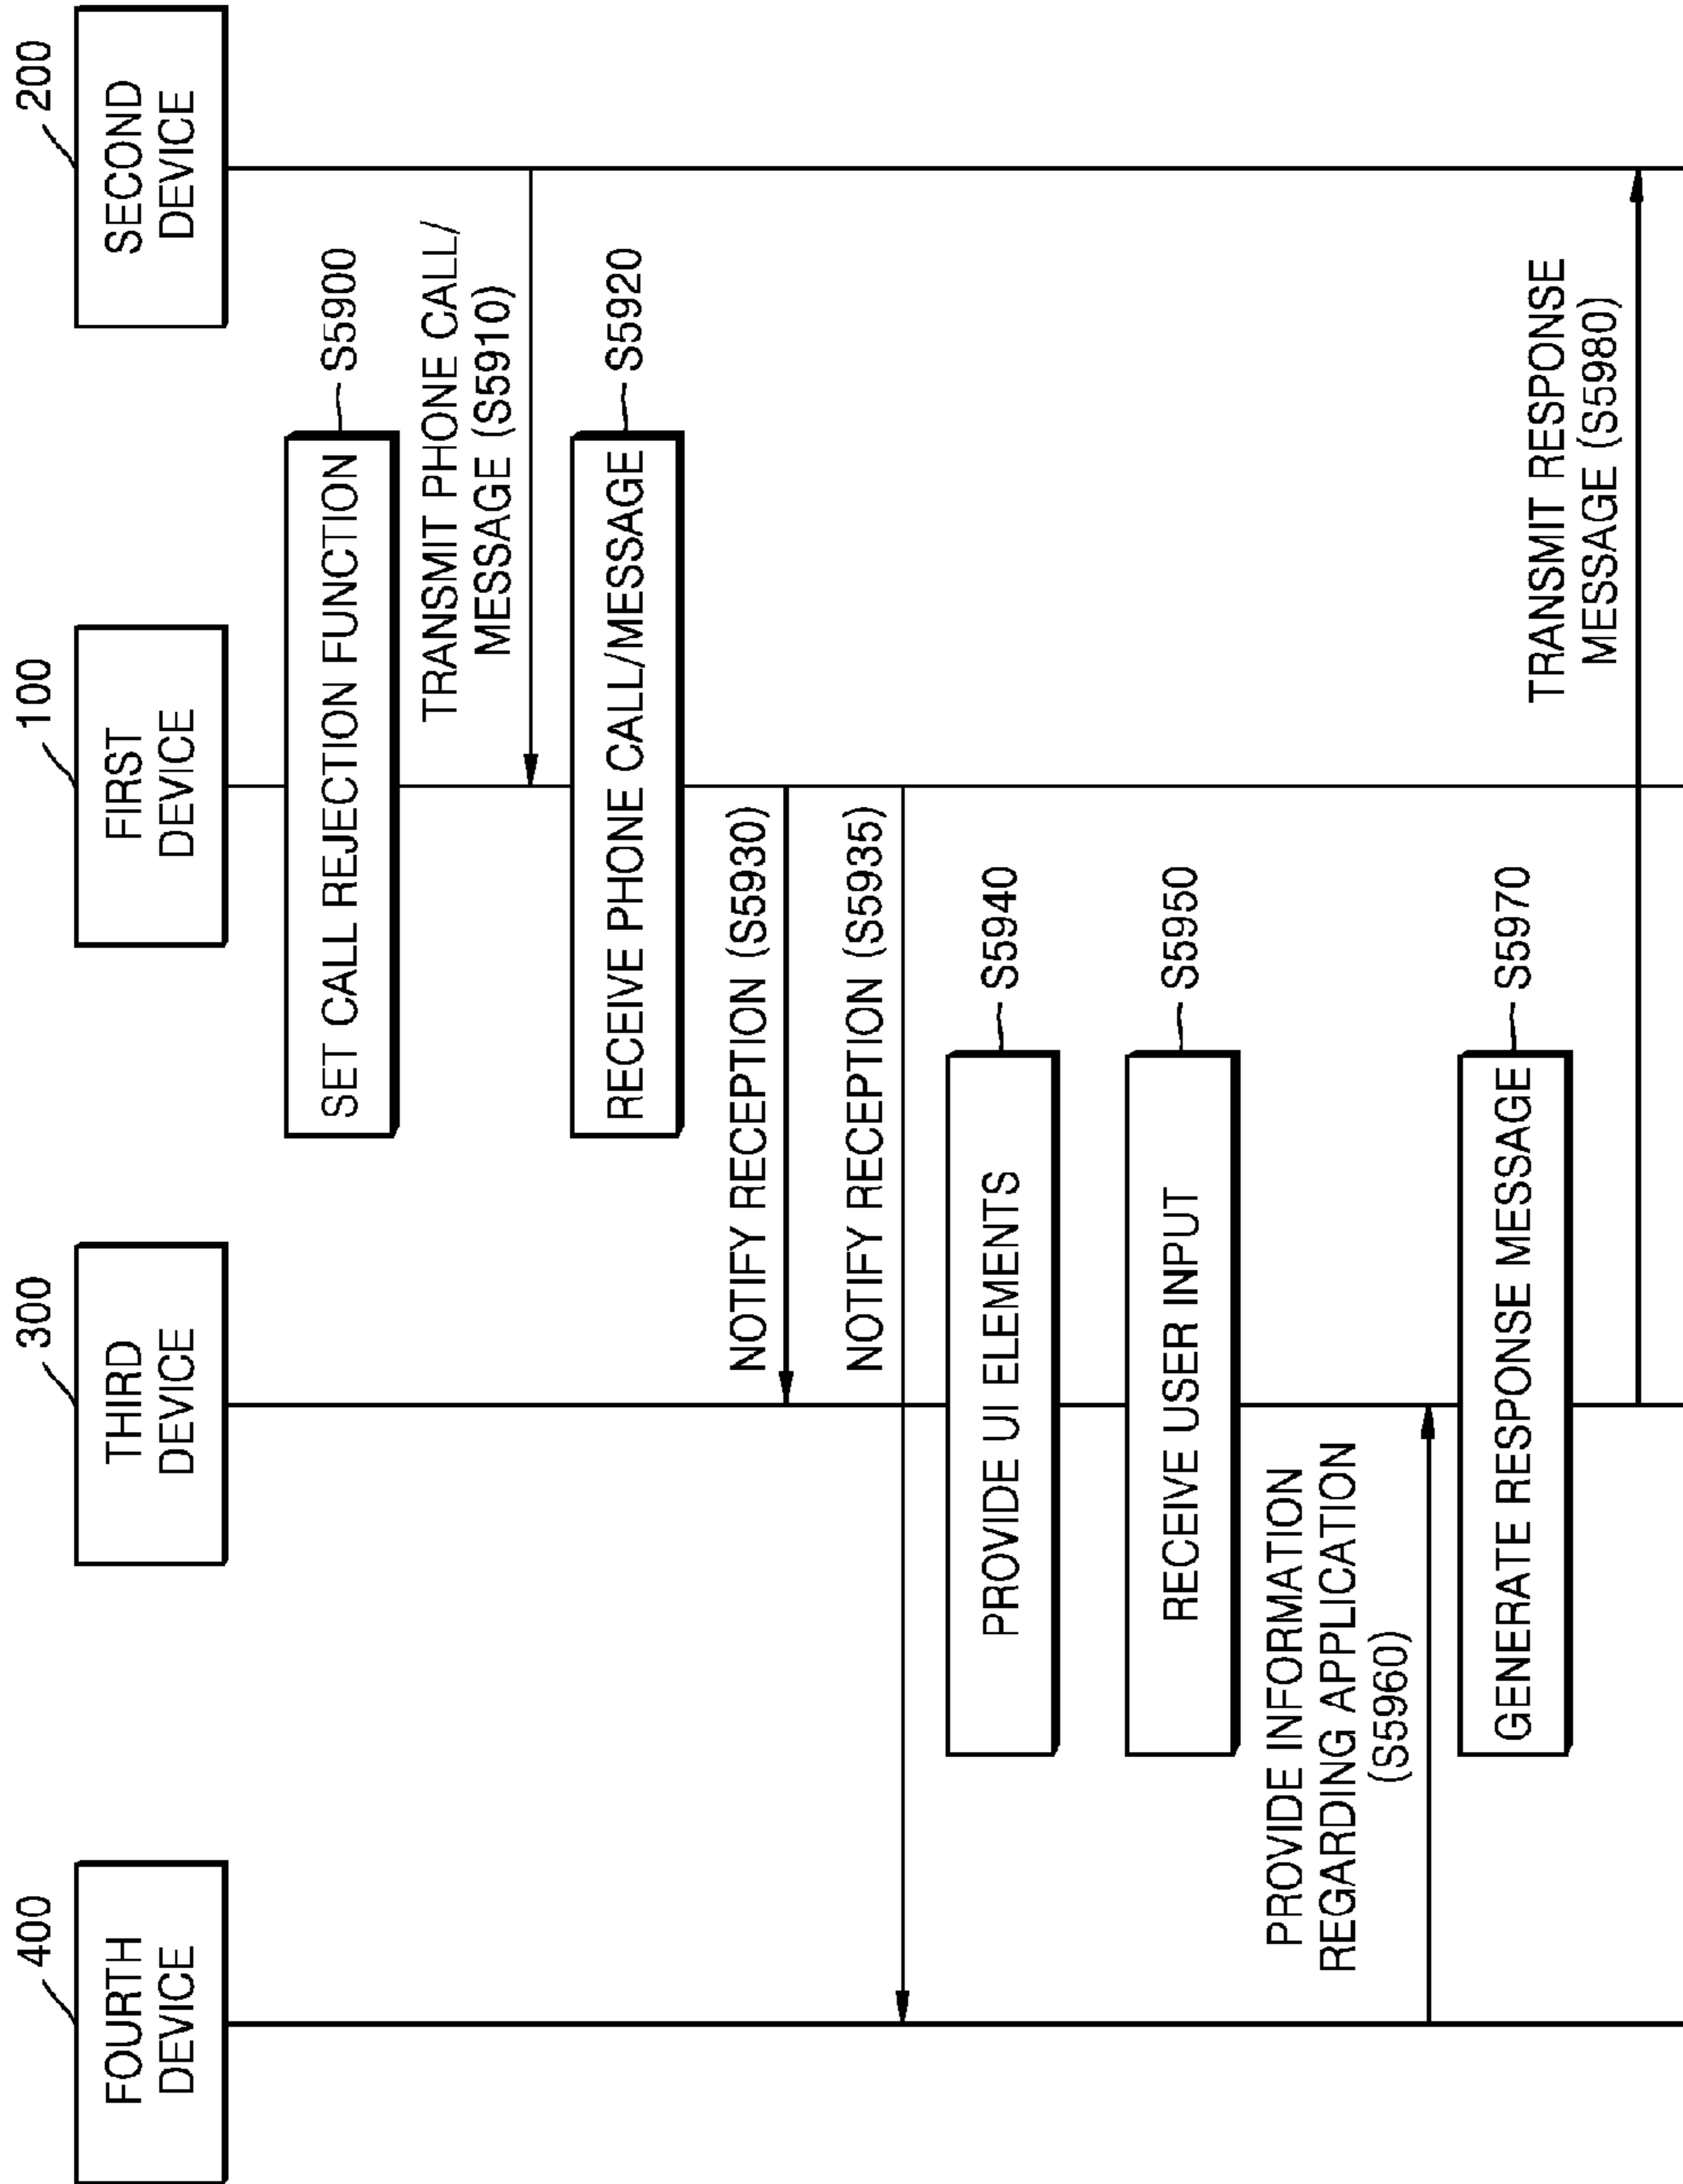 400
FOURTH
DEVICE
300
THIRD
DEVICE
100
FIRST
DEVICE
200
SECOND
DEVICE
SET CALL REJECTION FUNCTION
S5900
TRANSMIT PHONE CALL/
MESSAGE (S5910)
RECEIVE PHONE CALL/MESSAGE
S5920
NOTIFY RECEPTION (S5930)
NOTIFY RECEPTION (S5935)
PROVIDE UI ELEMENTS
S5940
RECEIVE USER INPUT
S5950
PROVIDE INFORMATION
REGARDING APPLICATION
(S5960)
GENERATE RESPONSE MESSAGE
S5970
TRANSMIT RESPONSE
MESSAGE (S5980)